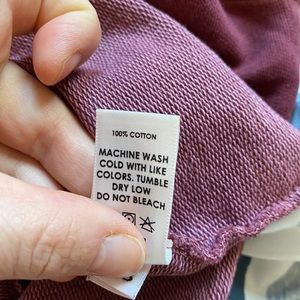 100% COTTON
MACHINE WASH
COLD WITH LIKE
COLORS. TUMBLE
DRY LOW
DO NOT BLEACH